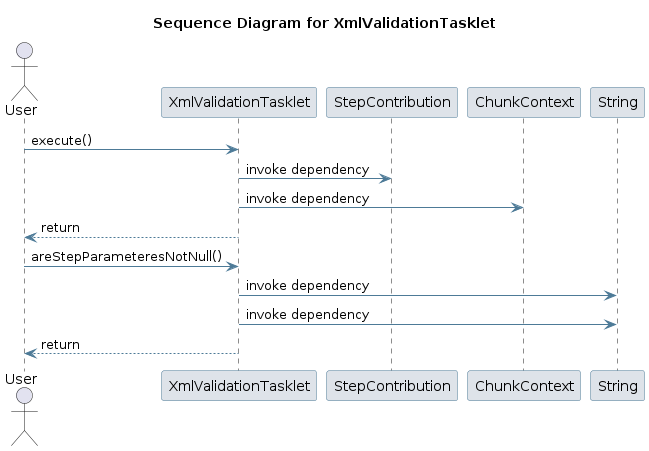 Sequence Diagram for XmlValidationTasklet
User
XmlValidationTasklet
StepContribution
ChunkContext
String
execute()
invoke dependency
invoke dependency
return
areStepParameteresNotNull()
invoke dependency
invoke dependency
return
User
XmlValidationTasklet
StepContribution
ChunkContext
String